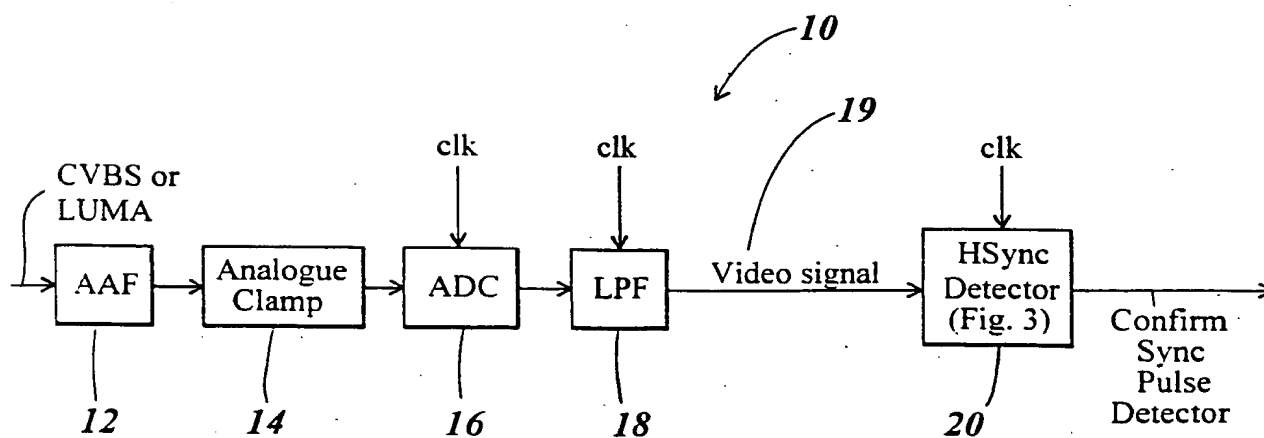 10
19
clk
clk
clk
CVBS or
LUMA
AAF
Analogue
Clamp
ADC
LPF
Video signal
HSync
Detector
(Fig. 3)
Confirm
Sync
Pulse
Detector
12
14
16
18
20